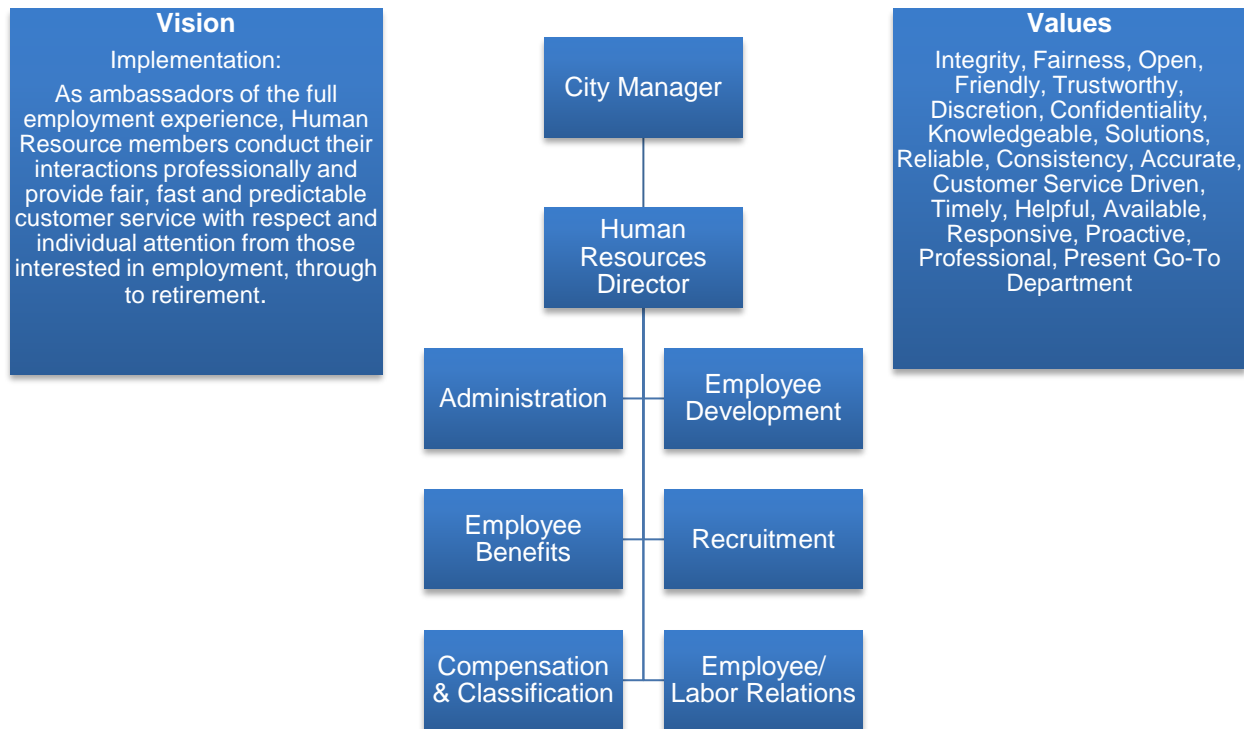 Vision
Implementation:
As ambassadors of the full
employment experience, Human
Resource members conduct their
interactions professionally and
provide fair, fast and predictable
customer service with respect and
individual attention from those
interested in employment, through
to retirement.
City Manager
Human
Resources
Director
Administration
Employee
Development
Employee
Benefits
Recruitment
Compensation
& Classification
Employee/
Labor Relations
Values
Integrity, Fairness, Open,
Friendly, Trustworthy,
Discretion, Confidentiality,
Knowledgeable, Solutions,
Reliable, Consistency, Accurate,
Customer Service Driven,
Timely, Helpful, Available,
Responsive, Proactive,
Professional, Present Go-To
Department